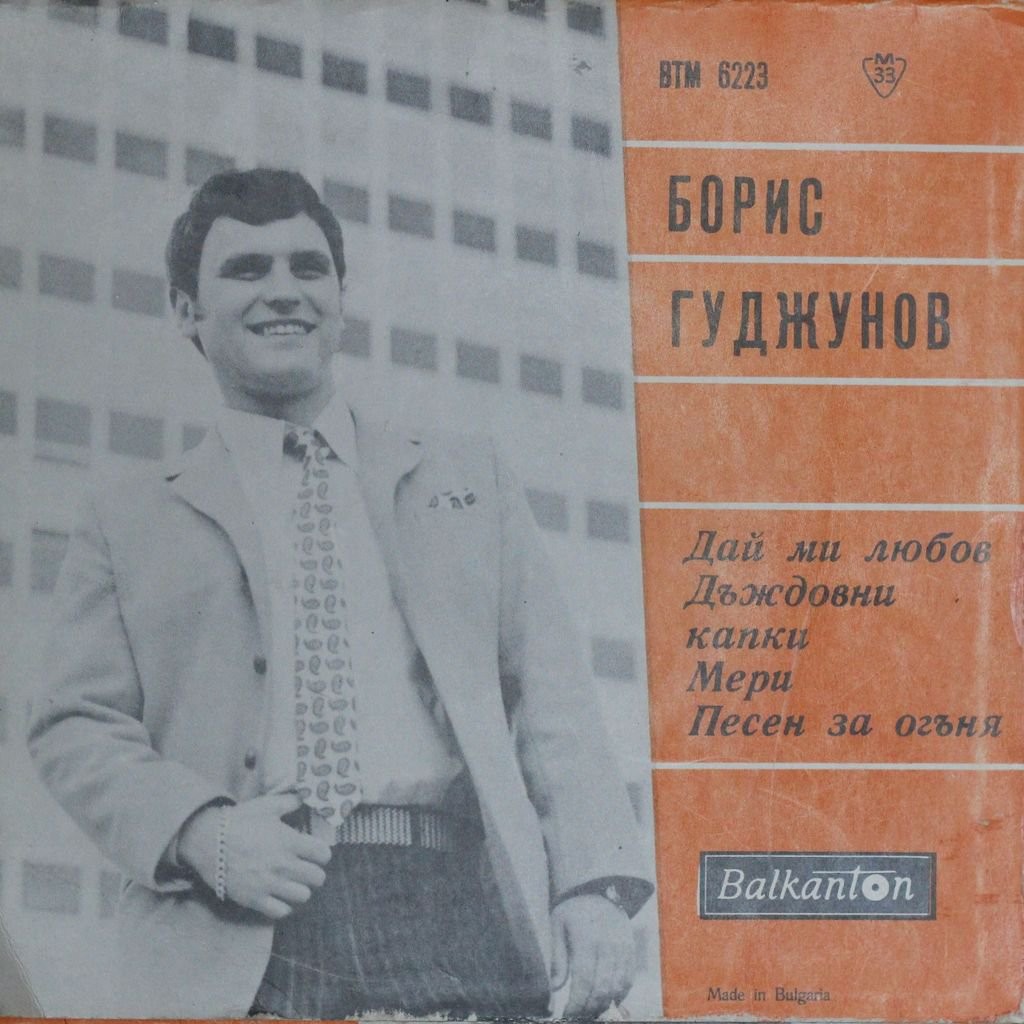 ВТМ 6223
М
33
БОРИС
ГУДЖУНОВ
Дай ми любов
Дъждовни
капки
Мери
Песен за огъня
Balkanton
Made in Bulgaria